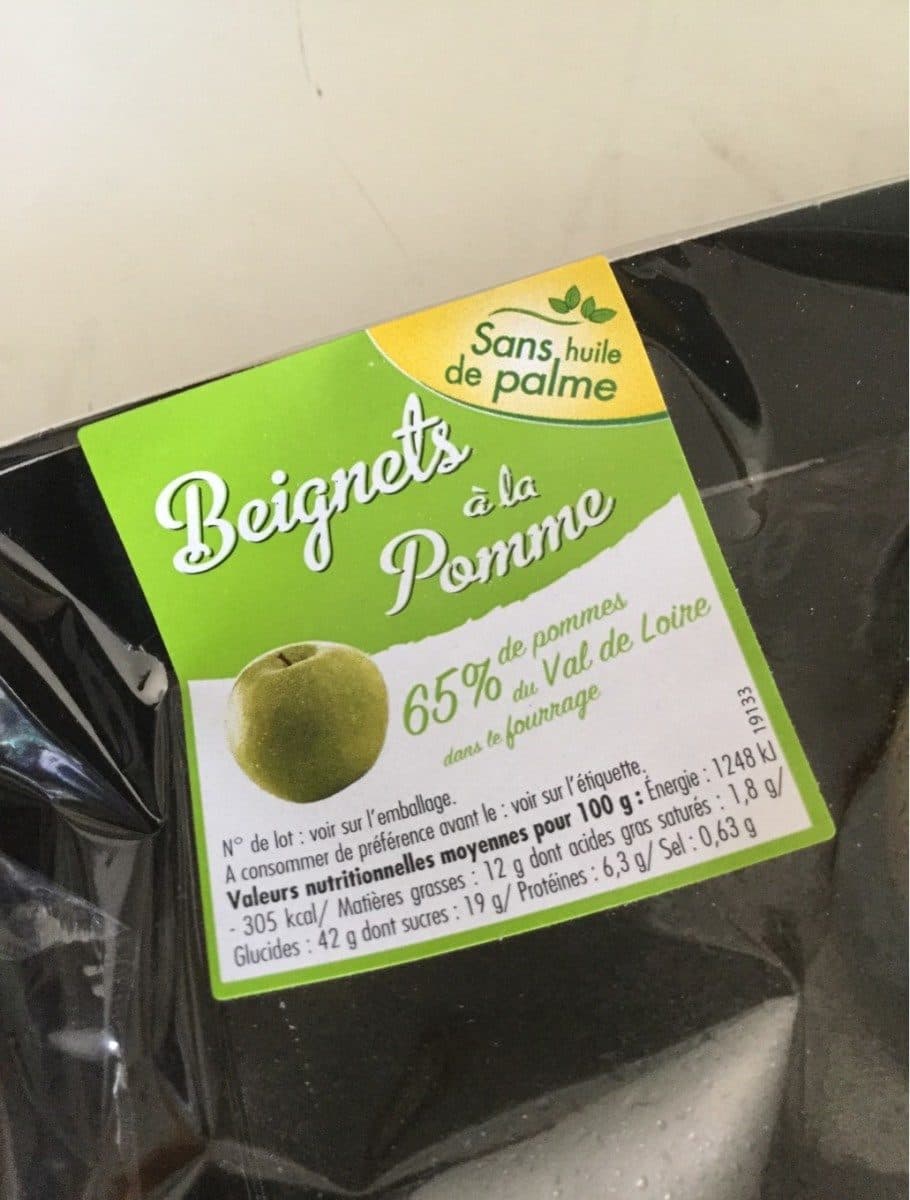 Sans huile
de palme
Beignets
à la
Pomme
65% de pommes
du Val de Loire
dans le fourrage
19133
N° de lot : voir sur l'emballage.
A consommer de préférence avant le : voir sur l'étiquette.
Valeurs nutritionnelles moyennes pour 100 g : Énergie : 1248 kJ
- 305 kcal/ Matières grasses : 12 g dont acides gras saturés : 1,8 g/
Glucides : 42 g dont sucres : 19 g/ Protéines : 6,3 g/ Sel : 0,63 g